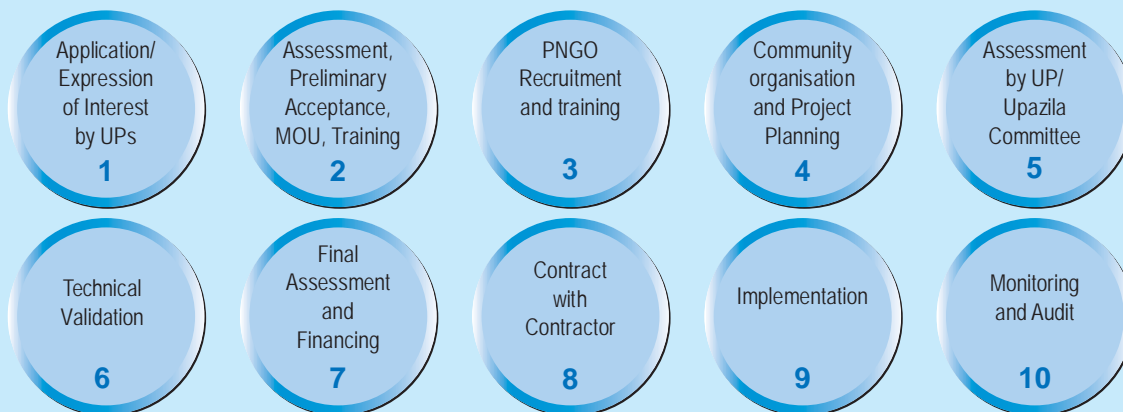 Application/
Expression
of Interest
by UPs
1
Assessment,
Preliminary
Acceptance,
MOU, Training
2
PNGO
Recruitment
and training
3
Community
organisation
and Project
Planning
4
Assessment
by UP/
Upazila
Committee
5
Technical
Validation
6
Final
Assessment
and
Financing
7
Contract
with
Contractor
8
Implementation
9
Monitoring
and Audit
10